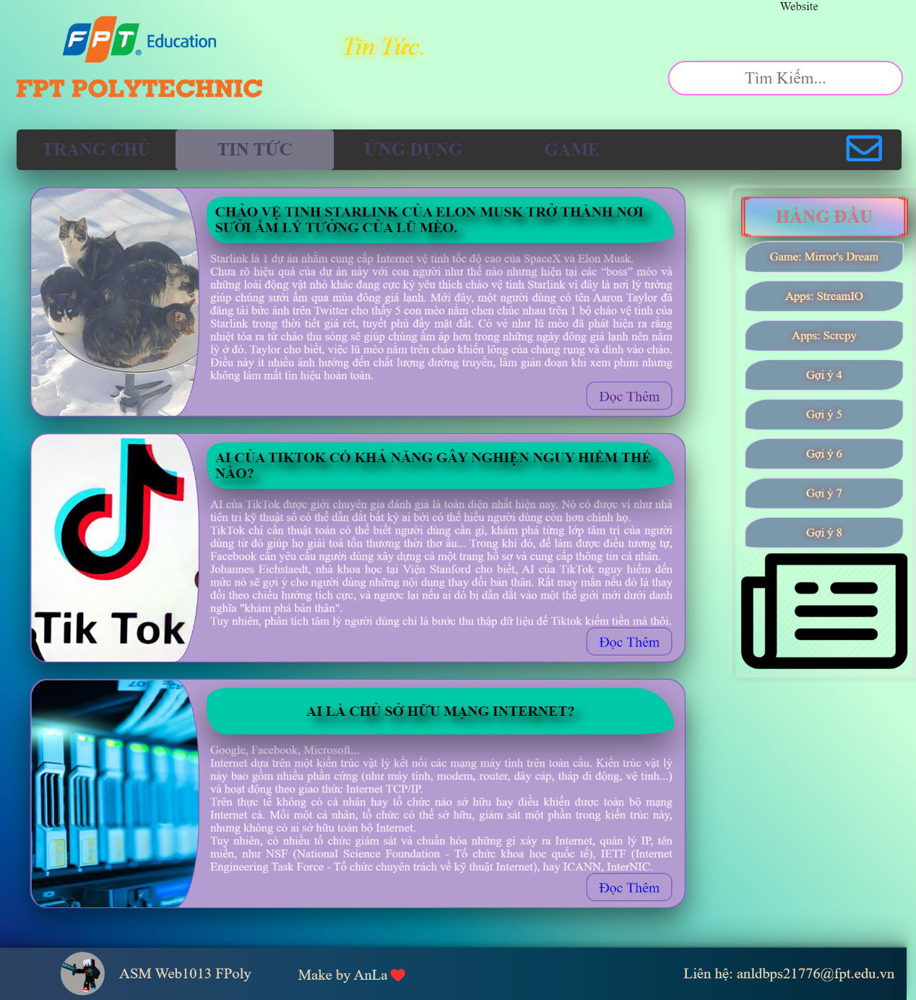 Website
FPT® Education
FPT POLYTECHNIC
Tin Tức.
Tìm Kiếm...
TRANG CHỦ TIN TỨC ỨNG DỤNG GAME
CHẢO VỆ TINH STARLINK CỦA ELON MUSK TRỞ THÀNH NƠI
SƯỞI ẤM LÝ TƯỞNG CỦA LŨ MÈO.
Starlink là 1 dự án nhằm cung cấp Internet vệ tinh tốc độ cao của SpaceX và Elon Musk.
Chưa rõ hiệu quả của dự án này với con người như thế nào nhưng hiện tại các “boss” mèo và
những loài động vật nhỏ khác đang cực kỳ yêu thích chảo vệ tinh Starlink vì đây là nơi lý tưởng
giúp chúng sưởi ấm qua mùa đông giá lạnh. Mới đây, một người dùng có tên Aaron Taylor đã
đăng tải bức ảnh trên Twitter cho thấy 5 con mèo nằm chen chúc nhau trên 1 bộ chảo vệ tinh của
Starlink trong thời tiết giá rét, tuyết phủ đầy mặt đất. Có vẻ như lũ mèo đã phát hiện ra rằng
nhiệt tỏa ra từ chảo thu sóng sẽ giúp chúng ấm áp hơn trong những ngày đông giá lạnh nên nằm
lỳ ở đó. Taylor cho biết, việc lũ mèo nằm trên chảo khiến lông của chúng rụng và dính vào chảo.
Điều này ít nhiều ảnh hưởng đến chất lượng đường truyền, làm gián đoạn khi xem phim nhưng
không làm mất tín hiệu hoàn toàn.
Đọc Thêm
Tik Tok
AI CỦA TIKTOK CÓ KHẢ NĂNG GÂY NGHIỆN NGUY HIỂM THẾ
NÀO?
AI của TikTok được giới chuyên gia đánh giá là toàn diện nhất hiện nay. Nó có được ví như nhà
tiên tri kỹ thuật số có thể dẫn dắt bất kỳ ai bởi có thể hiểu người dùng còn hơn chính họ.
TikTok chỉ cần thuật toán có thể biết người dùng cần gì, khám phá từng lớp tâm trí của người
dùng từ đó giúp họ giải toả tổn thương thời thơ ấu... Trong khi đó, để làm được điều tương tự,
Facebook cần yêu cầu người dùng xây dựng cả một trang hồ sơ và cung cấp thông tin cá nhân.
Johannes Eichstaedt, nhà khoa học tại Viện Stanford cho biết, AI của TikTok nguy hiểm đến
mức nó sẽ gợi ý cho người dùng những nội dung thay đổi bản thân. Rất may mắn nếu đó là thay
đổi theo chiều hướng tích cực, và ngược lại nếu ai đó bị dẫn dắt vào một thế giới mới dưới danh
nghĩa "khám phá bản thân".
Tuy nhiên, phân tích tâm lý người dùng chỉ là bước thu thập dữ liệu để Tiktok kiếm tiền mà thôi.
Đọc Thêm
AI LÀ CHỦ SỞ HỮU MẠNG INTERNET?
Google, Facebook, Microsoft...
Internet dựa trên một kiến trúc vật lý kết nối các mạng máy tính trên toàn cầu. Kiến trúc vật lý
này bao gồm nhiều phần cứng (như máy tính, modem, router, dây cáp, tháp di động, vệ tinh...)
và hoạt động theo giao thức Internet TCP/IP.
Trên thực tế không có cá nhân hay tổ chức nào sở hữu hay điều khiển được toàn bộ mạng
Internet cả. Mỗi một cá nhân, tổ chức có thể sở hữu, giám sát một phần trong kiến trúc này,
nhưng không có ai sở hữu toàn bộ Internet.
Tuy nhiên, có nhiều tổ chức giám sát và chuẩn hóa những gì xảy ra Internet, quản lý IP, tên
miền, như NSF (National Science Foundation - Tổ chức khoa học quốc tế), IETF (Internet
Engineering Task Force - Tổ chức chuyên trách về kỹ thuật Internet), hay ICANN, InterNIC.
Đọc Thêm
HÀNG ĐẦU
Game: Mirror's Dream
Apps: StreamIO
Apps: Scrcpy
Gợi ý 4
Gợi ý 5
Gợi ý 6
Gợi ý 7
Gợi ý 8
ASM Web1013 FPoly Make by AnLa Liên hệ: anldbps21776@fpt.edu.vn